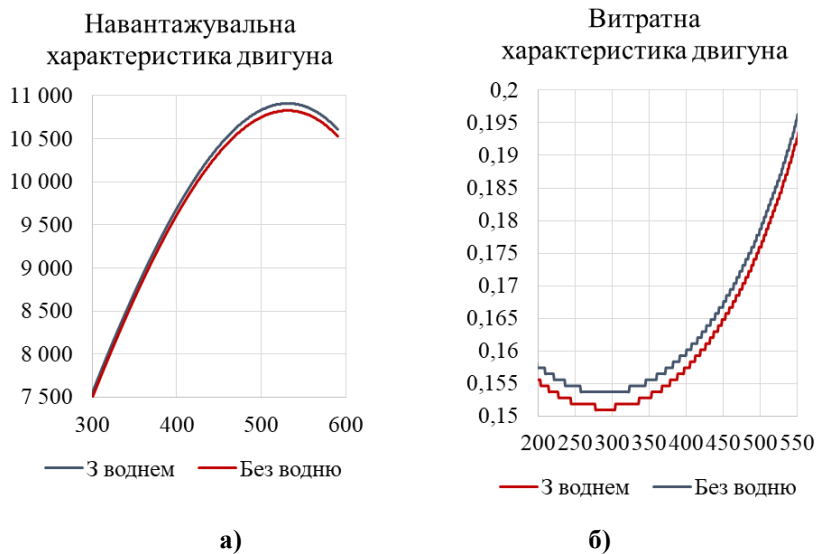 Навантажувальна
характеристика двигуна
11 000
10 500
10 000
9 500
9 000
8 500
8 000
7 500
300 400 500 600
З воднем Без водню
а)
Витратна
характеристика двигуна
0,2
0,195
0,19
0,185
0,18
0,175
0,17
0,165
0,16
0,155
0,15
200 250 300 350 400 450 500 550
З воднем Без водню
б)